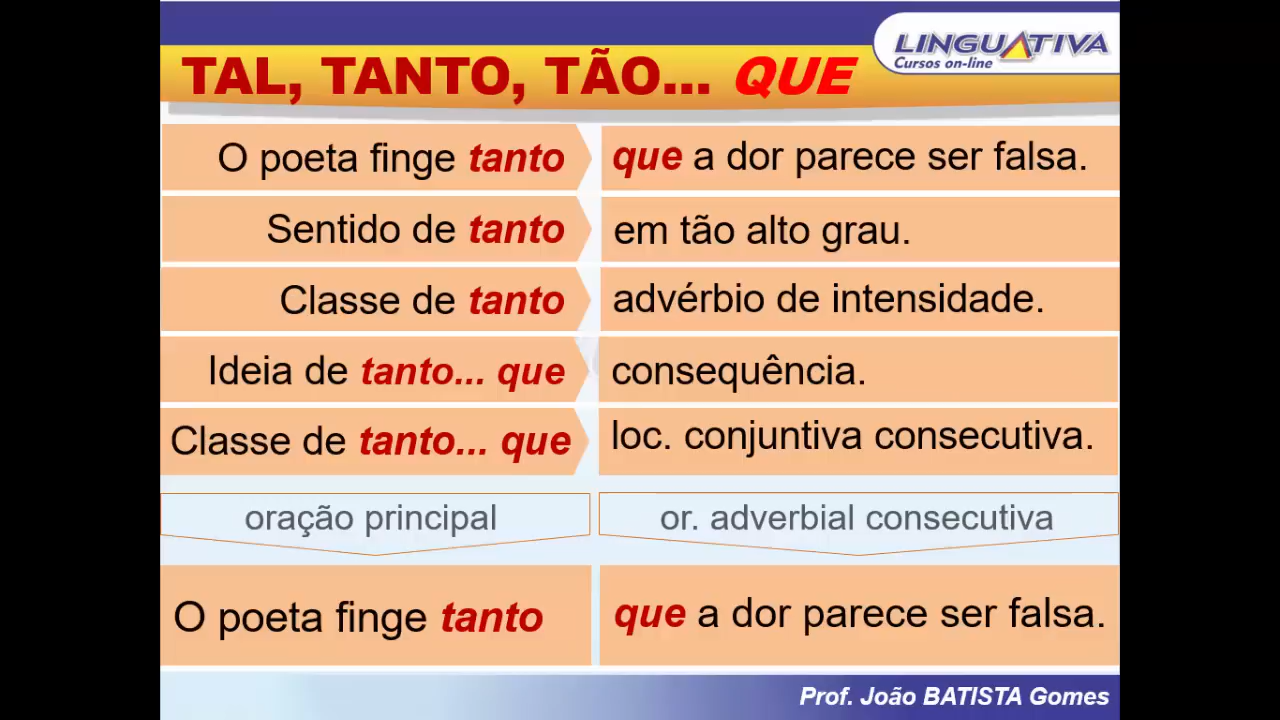 LINGUATIVA
Cursos on-line
TAL, TANTO, TÃO... QUE
O poeta finge tanto que a dor parece ser falsa.
Sentido de tanto em tão alto grau.
Classe de tanto advérbio de intensidade.
Ideia de tanto... que consequência.
Classe de tanto... que loc. conjuntiva consecutiva.
oração principal or. adverbial consecutiva
O poeta finge tanto que a dor parece ser falsa.
Prof. João BATISTA Gomes